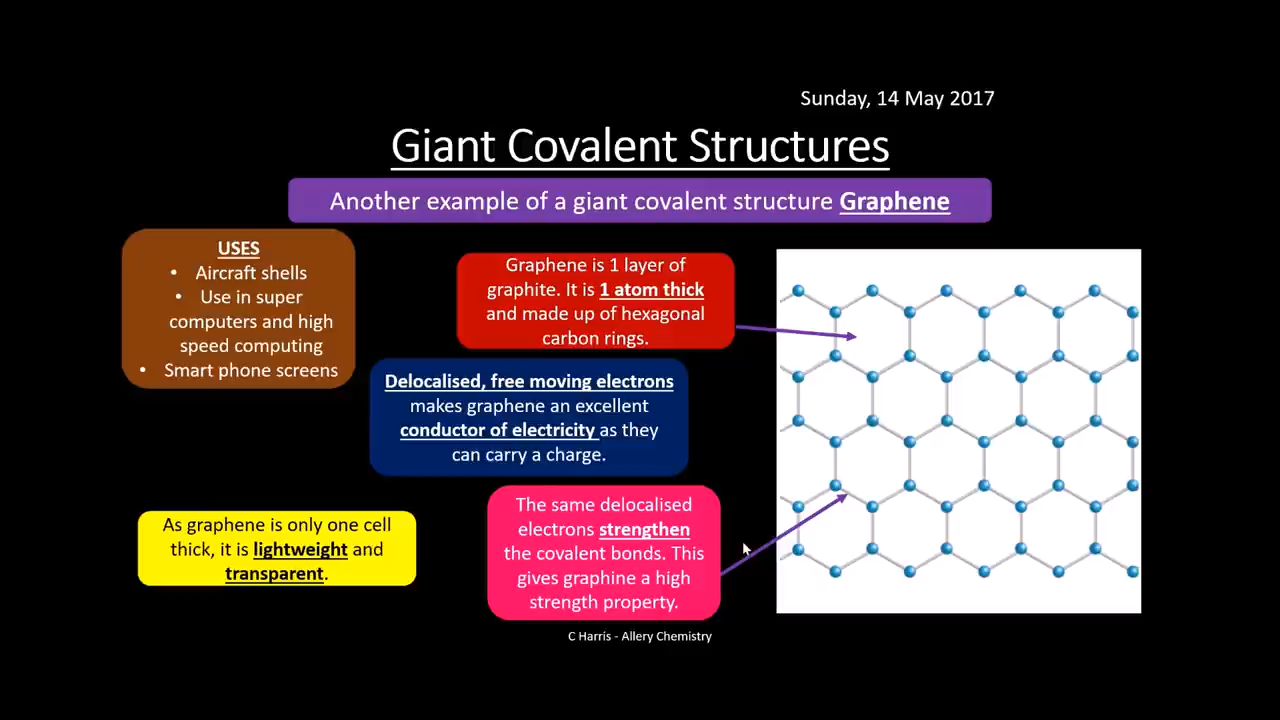 Sunday, 14 May 2017
Giant Covalent Structures
Another example of a giant covalent structure Graphene
USES
• Aircraft shells
• Use in super
computers and high
speed computing
• Smart phone screens
Graphene is 1 layer of
graphite. It is 1 atom thick
and made up of hexagonal
carbon rings.
Delocalised, free moving electrons
makes graphene an excellent
conductor of electricity as they
can carry a charge.
The same delocalised
electrons strengthen
the covalent bonds. This
gives graphine a high
strength property.
As graphene is only one cell
thick, it is lightweight and
transparent.
C Harris - Allery Chemistry